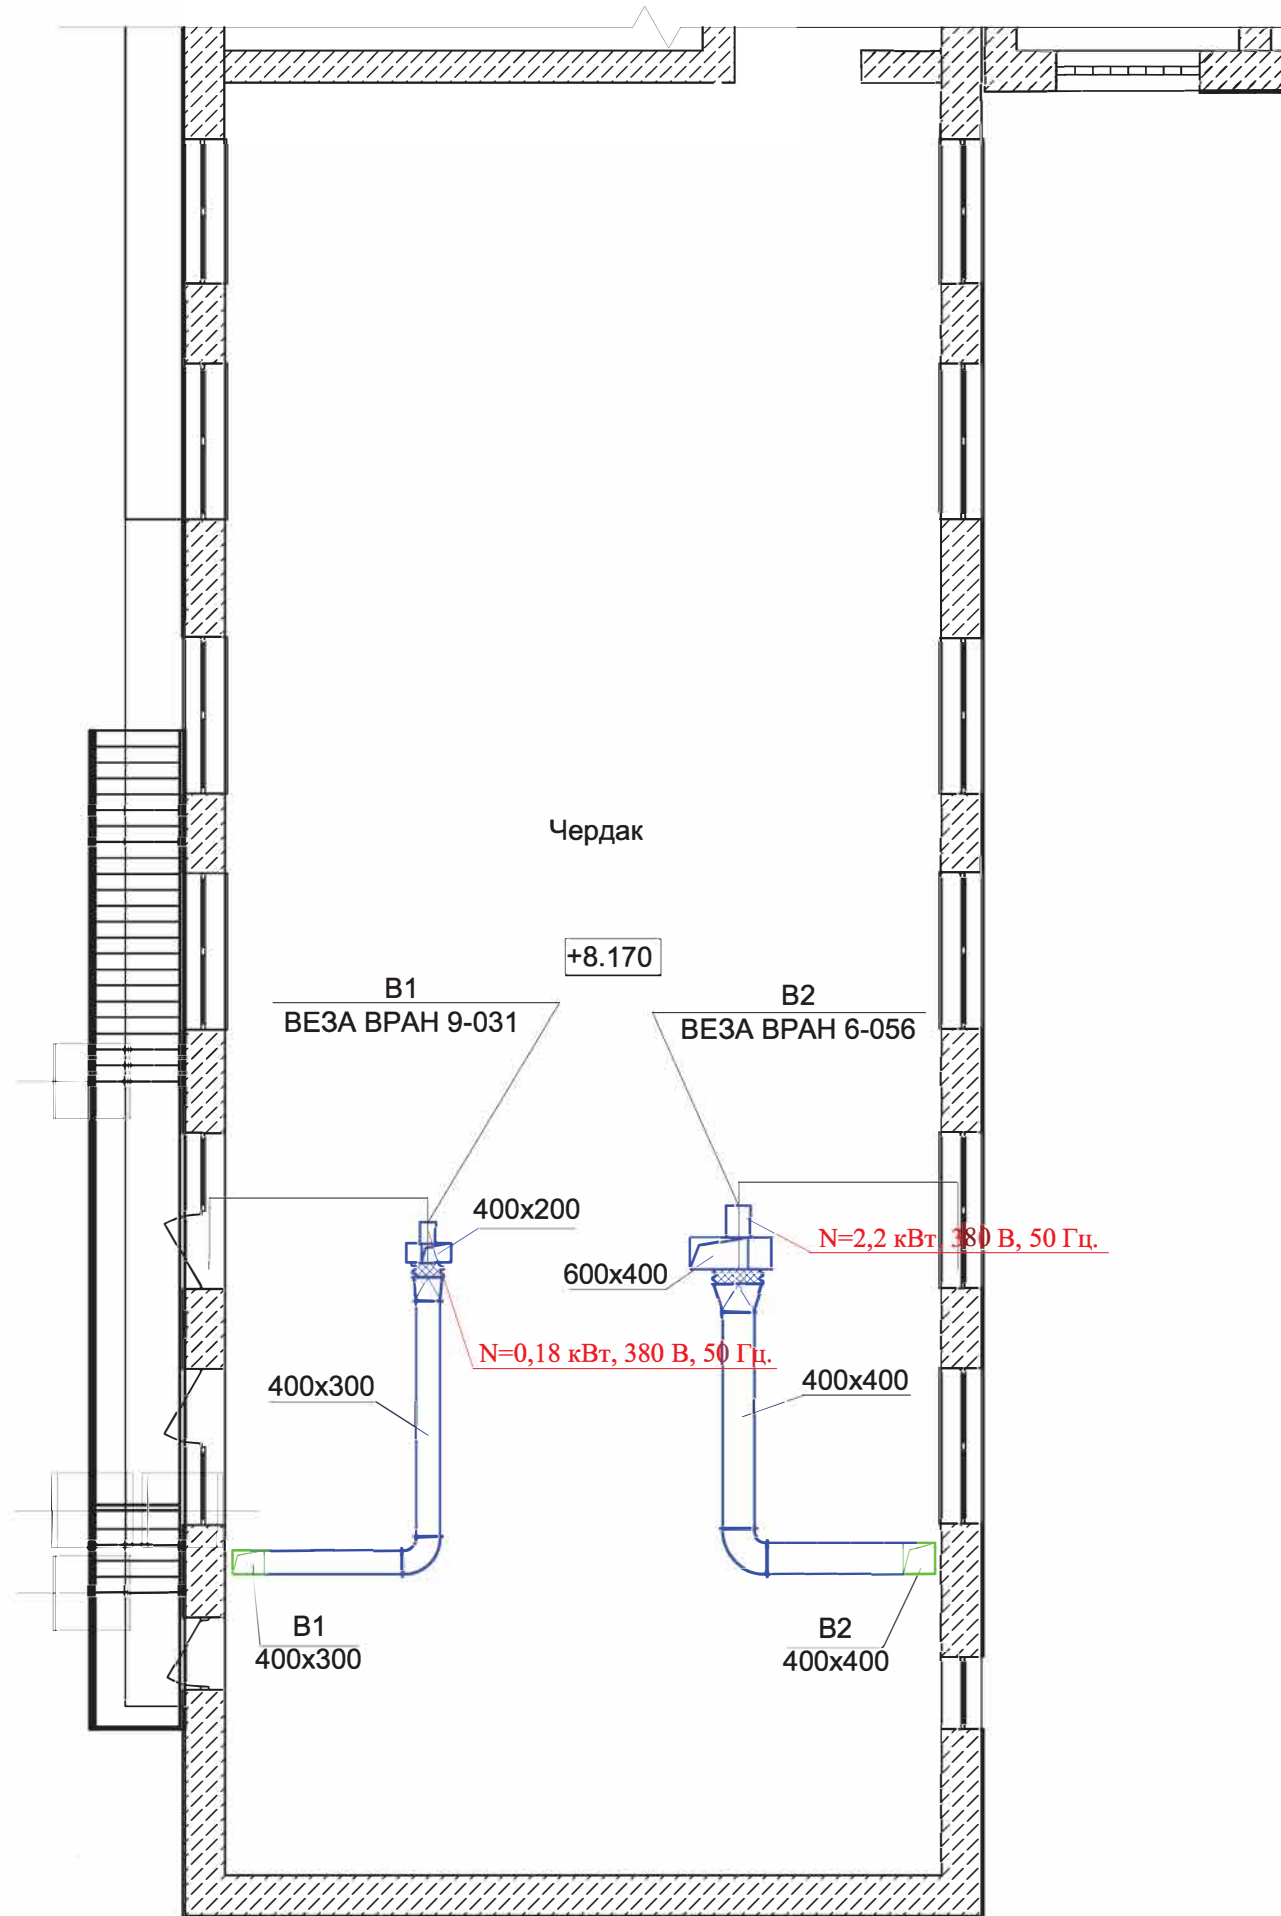 Чердак
+8.170
В1
ВЕЗА ВРАН 9-031
В2
ВЕЗА ВРАН 6-056
400х200
N=2,2 кВт, 380 В, 50 Гц.
600х400
N=0,18 кВт, 380 В, 50 Гц.
400х300
400х400
В1
400х300
В2
400х400